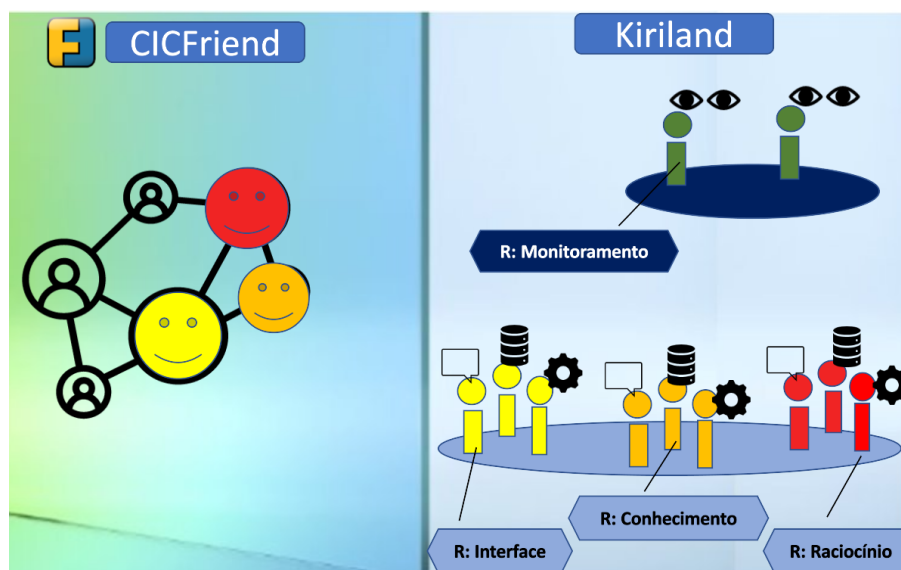 F
CICFriend
Kiriland
R: Monitoramento
R: Conhecimento
R: Interface
R: Raciocínio